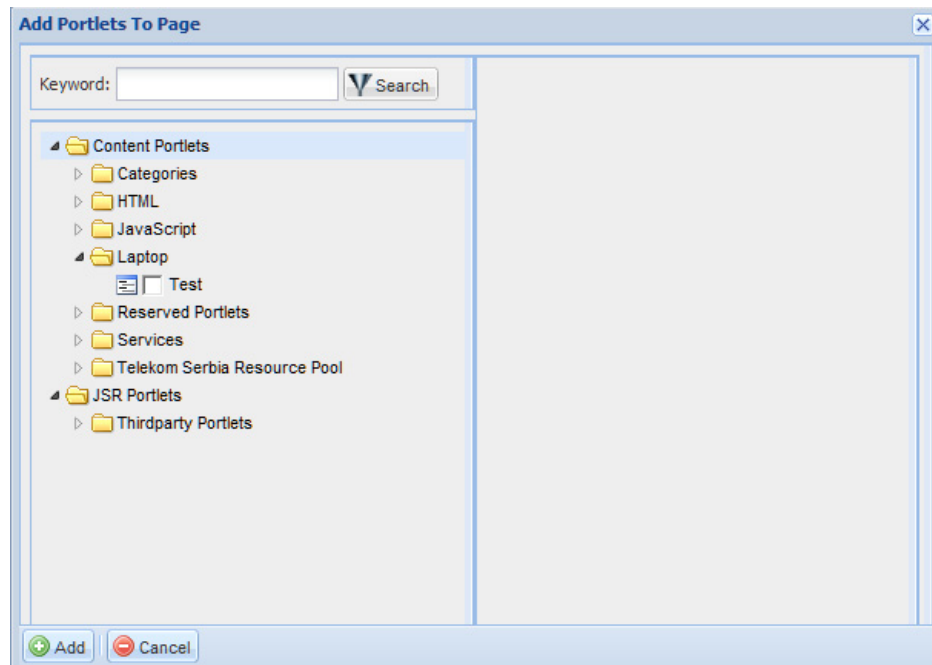 Add Portlets To Page
Keyword:
Search
Content Portlets
Categories
HTML
JavaScript
Laptop
Test
Reserved Portlets
Services
Telekom Serbia Resource Pool
JSR Portlets
Thirdparty Portlets
Add Cancel